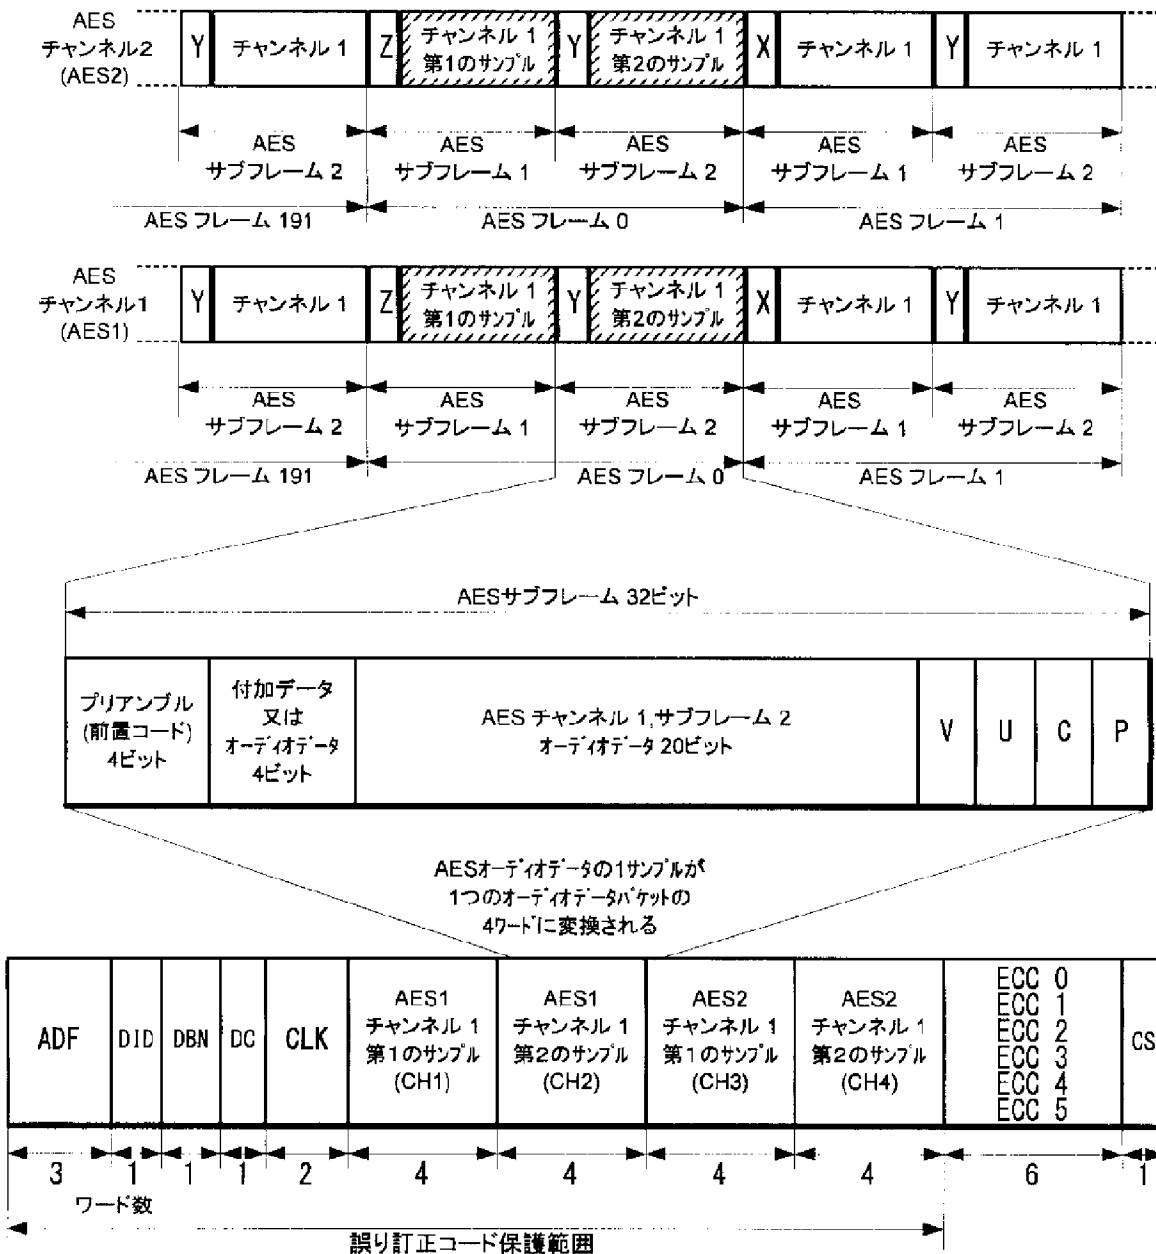 AES
チャンネル2
(AES2)
Y チャンネル 1 Z チャンネル 1 第1のサンプル Y チャンネル 1 第2のサンプル X チャンネル 1 Y チャンネル 1
AES サブフレーム 2
AES サブフレーム 1
AES サブフレーム 2
AES サブフレーム 1
AES サブフレーム 2
AES フレーム 191
AES フレーム 0
AES フレーム 1
AES
チャンネル1
(AES1)
Y チャンネル 1 Z チャンネル 1 第1のサンプル Y チャンネル 1 第2のサンプル X チャンネル 1 Y チャンネル 1
AES サブフレーム 2
AES サブフレーム 1
AES サブフレーム 2
AES サブフレーム 1
AES サブフレーム 2
AES フレーム 191
AES フレーム 0
AES フレーム 1
AESサブフレーム 32ビット
プリアンブル
(前置コード)
4ビット
付加データ
又は
オーディオデータ
4ビット
AES チャンネル 1,サブフレーム 2
オーディオデータ 20ビット
V U C P
AESオーディオデータの1サンプルが
1つのオーディオデータパケットの
4ワードに変換される
ADF DID DBN DC CLK
AES1
チャンネル 1
第1のサンプル
(CH1)
AES1
チャンネル 1
第2のサンプル
(CH2)
AES2
チャンネル 1
第1のサンプル
(CH3)
AES2
チャンネル 1
第2のサンプル
(CH4)
ECC 0
ECC 1
ECC 2
ECC 3
ECC 4
ECC 5
CS
3 1 1 1 2 4 4 4 4 6 1
ワード数
誤り訂正コード保護範囲